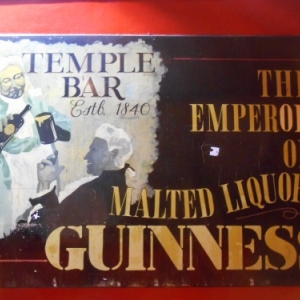 TEMPLE
BAR
Estb. 1840
THE
EMPEROR
OF
MALTED LIQUOR
GUINNESS